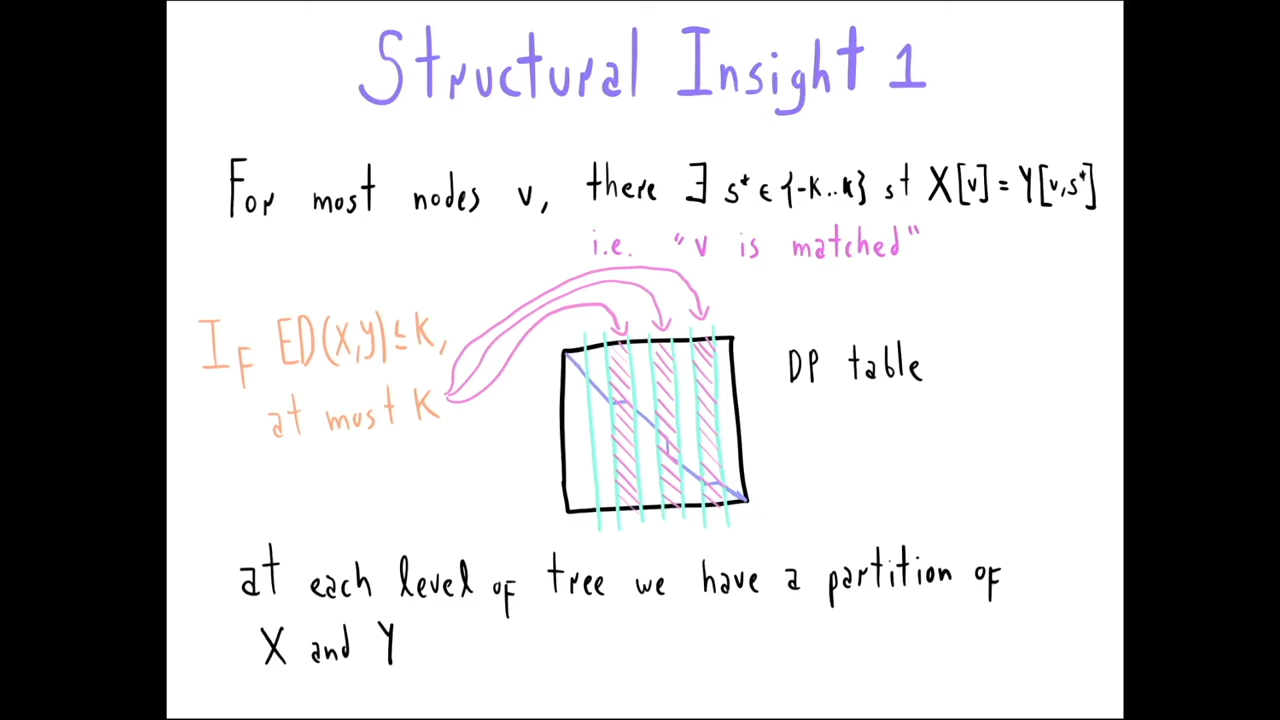 Structural Insight 1
For most nodes v, there ∃ s* ∈ {-K..K} st X[v] = Y[v,s*]
i.e. "v is matched"
If ED(X,Y) ≤ K,
at most K
DP table
at each level of tree we have a partition of
X and Y